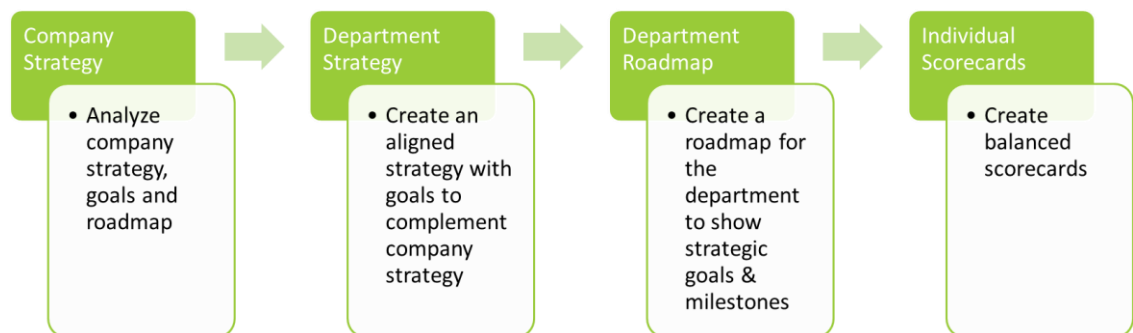 Company
Strategy
• Analyze
company
strategy,
goals and
roadmap
Department
Strategy
• Create an
aligned
strategy with
goals to
complement
company
strategy
Department
Roadmap
• Create a
roadmap for
the
department
to show
strategic
goals &
milestones
Individual
Scorecards
• Create
balanced
scorecards